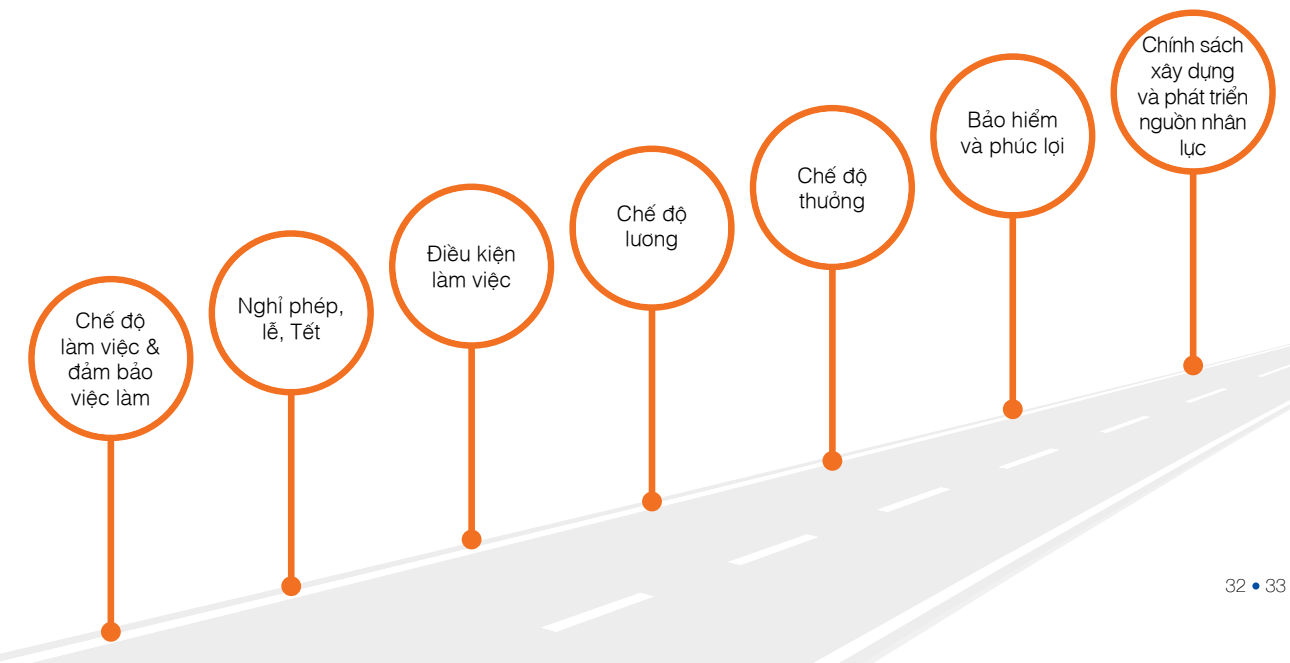 Chế độ
làm việc &
đảm bảo
việc làm
Nghỉ phép,
lễ, Tết
Điều kiện
làm việc
Chế độ
lương
Chế độ
thưởng
Bảo hiểm
và phúc lợi
Chính sách
xây dựng
và phát triển
nguồn nhân
lực
32 • 33